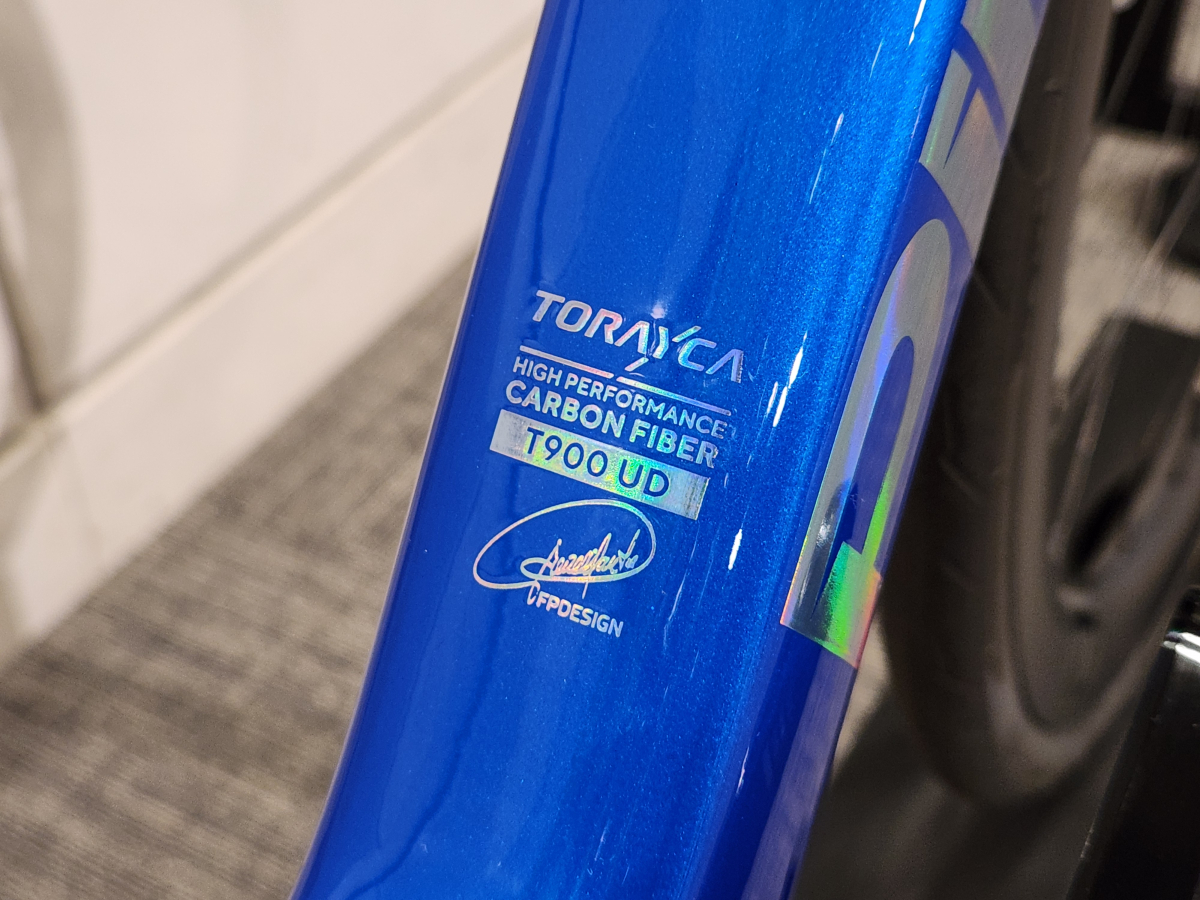 TORAYCA
HIGH PERFORMANCE
CARBON FIBER
T900 UD
CFPDESIGN